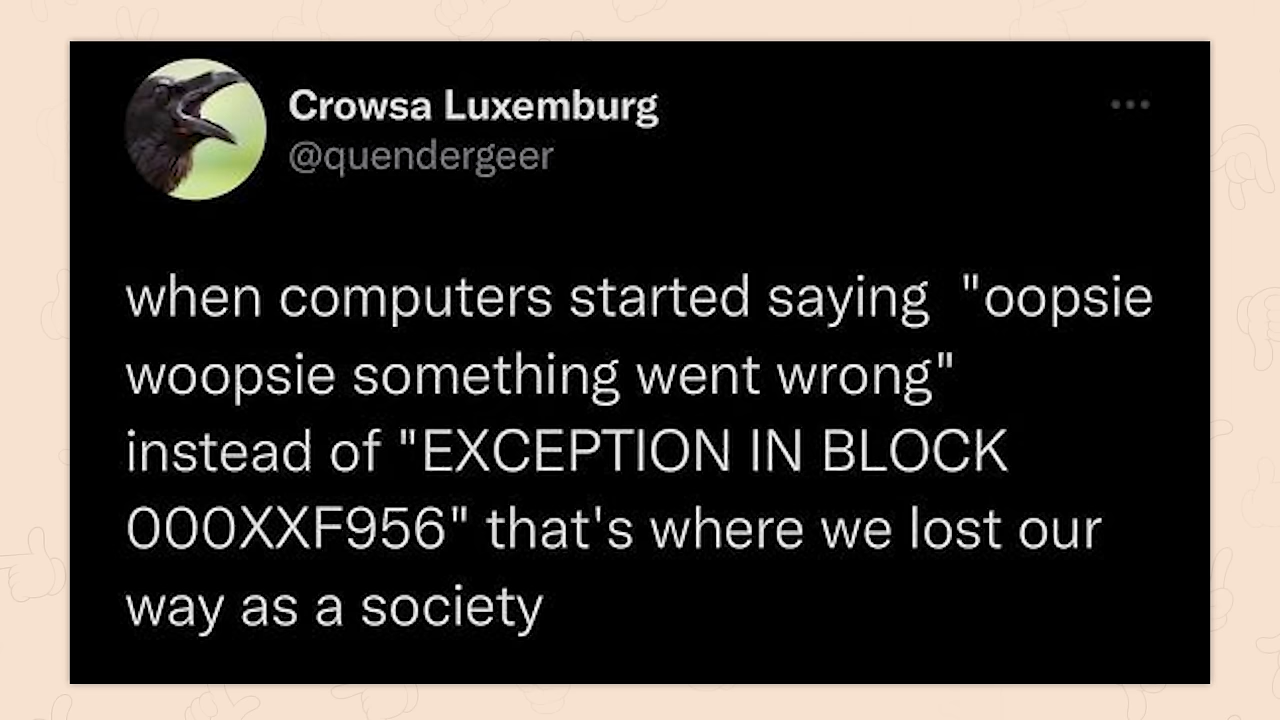 Crowsa Luxemburg
@quendergeer
when computers started saying  "oopsie
woopsie something went wrong"
instead of "EXCEPTION IN BLOCK
000XXF956" that's where we lost our
way as a society